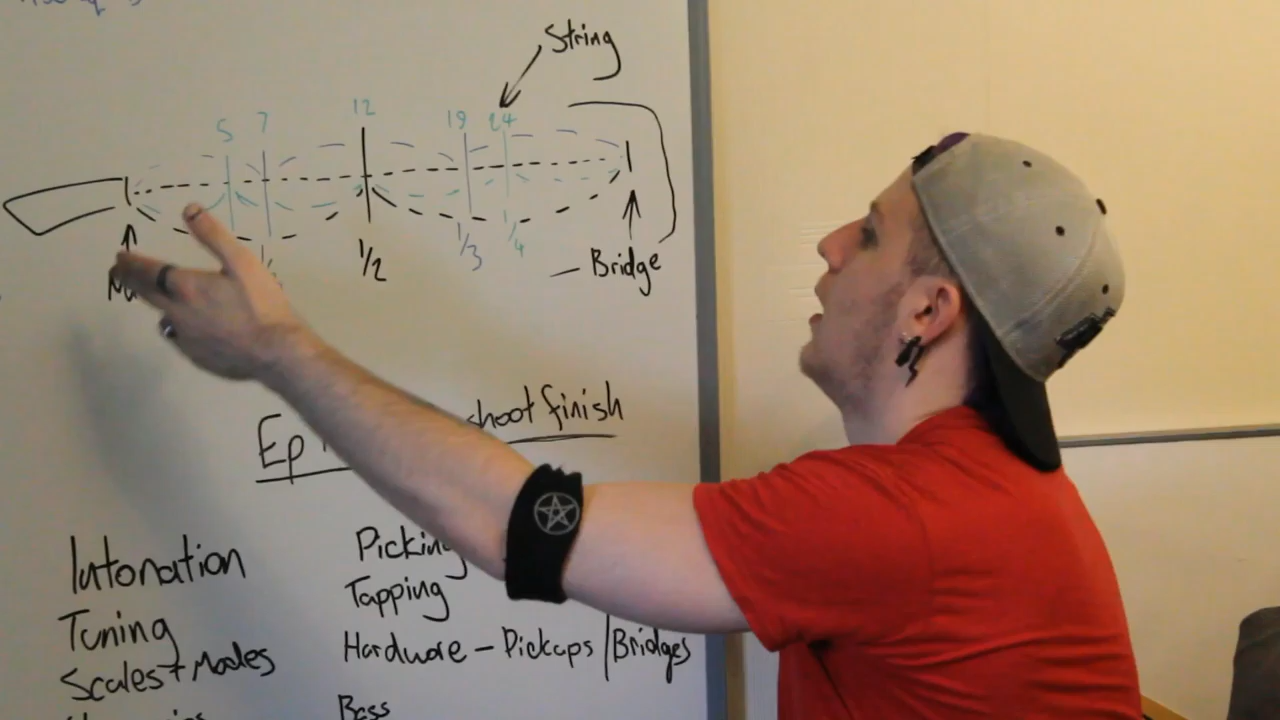 String
5 7 12 19 24
1/2 1/3 1/4
Bridge
Ep shoot finish
Intonation
Tuning
Scales + Modes
Picking
Tapping
Hardware - Pickups / Bridges
Bass